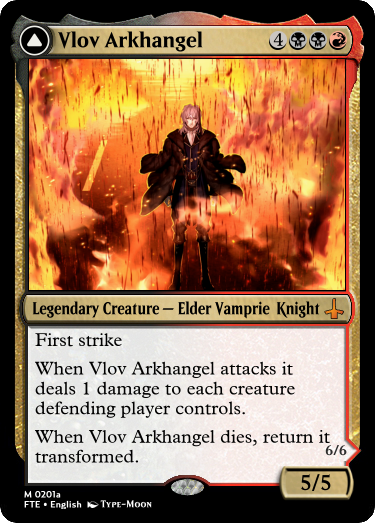 Vlov Arkhangel 4
Legendary Creature — Elder Vamprie Knight
First strike
When Vlov Arkhangel attacks it
deals 1 damage to each creature
defending player controls.
When Vlov Arkhangel dies, return it
transformed.
6/6
5/5
M 0201a
FTE • English Type-Moon